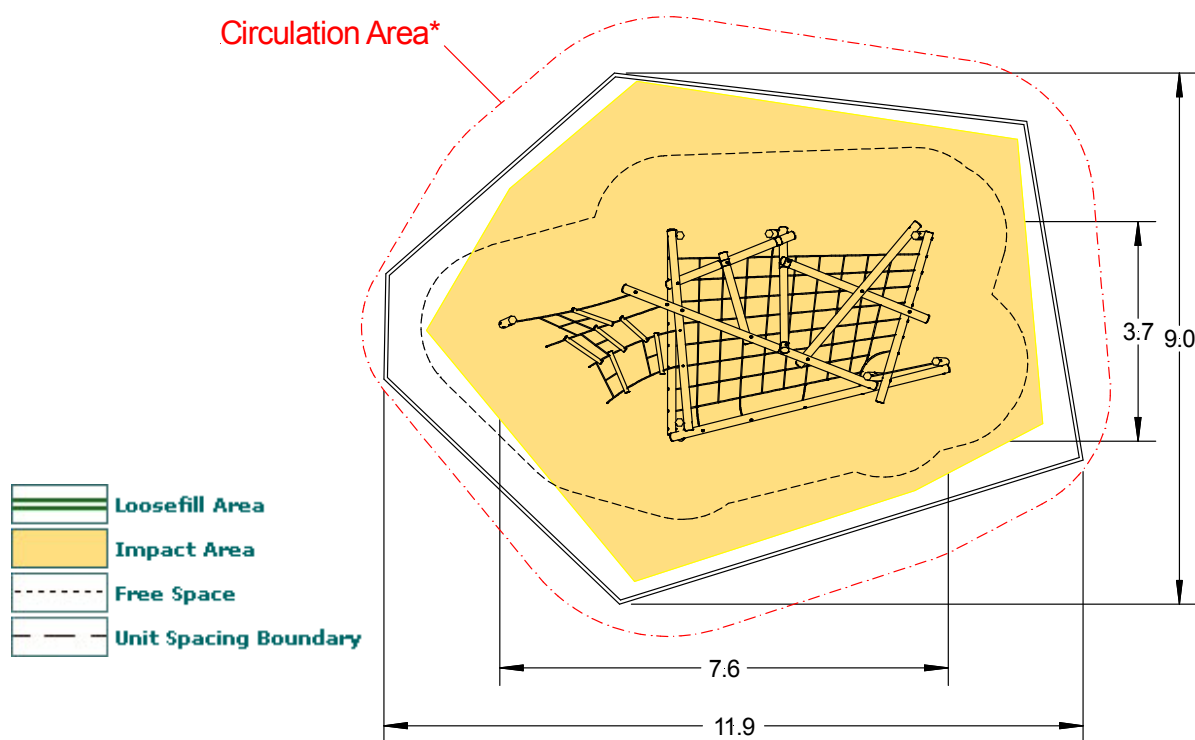 Circulation Area*
3.7
9.0
Loosefill Area
Impact Area
Free Space
Unit Spacing Boundary
7.6
11.9